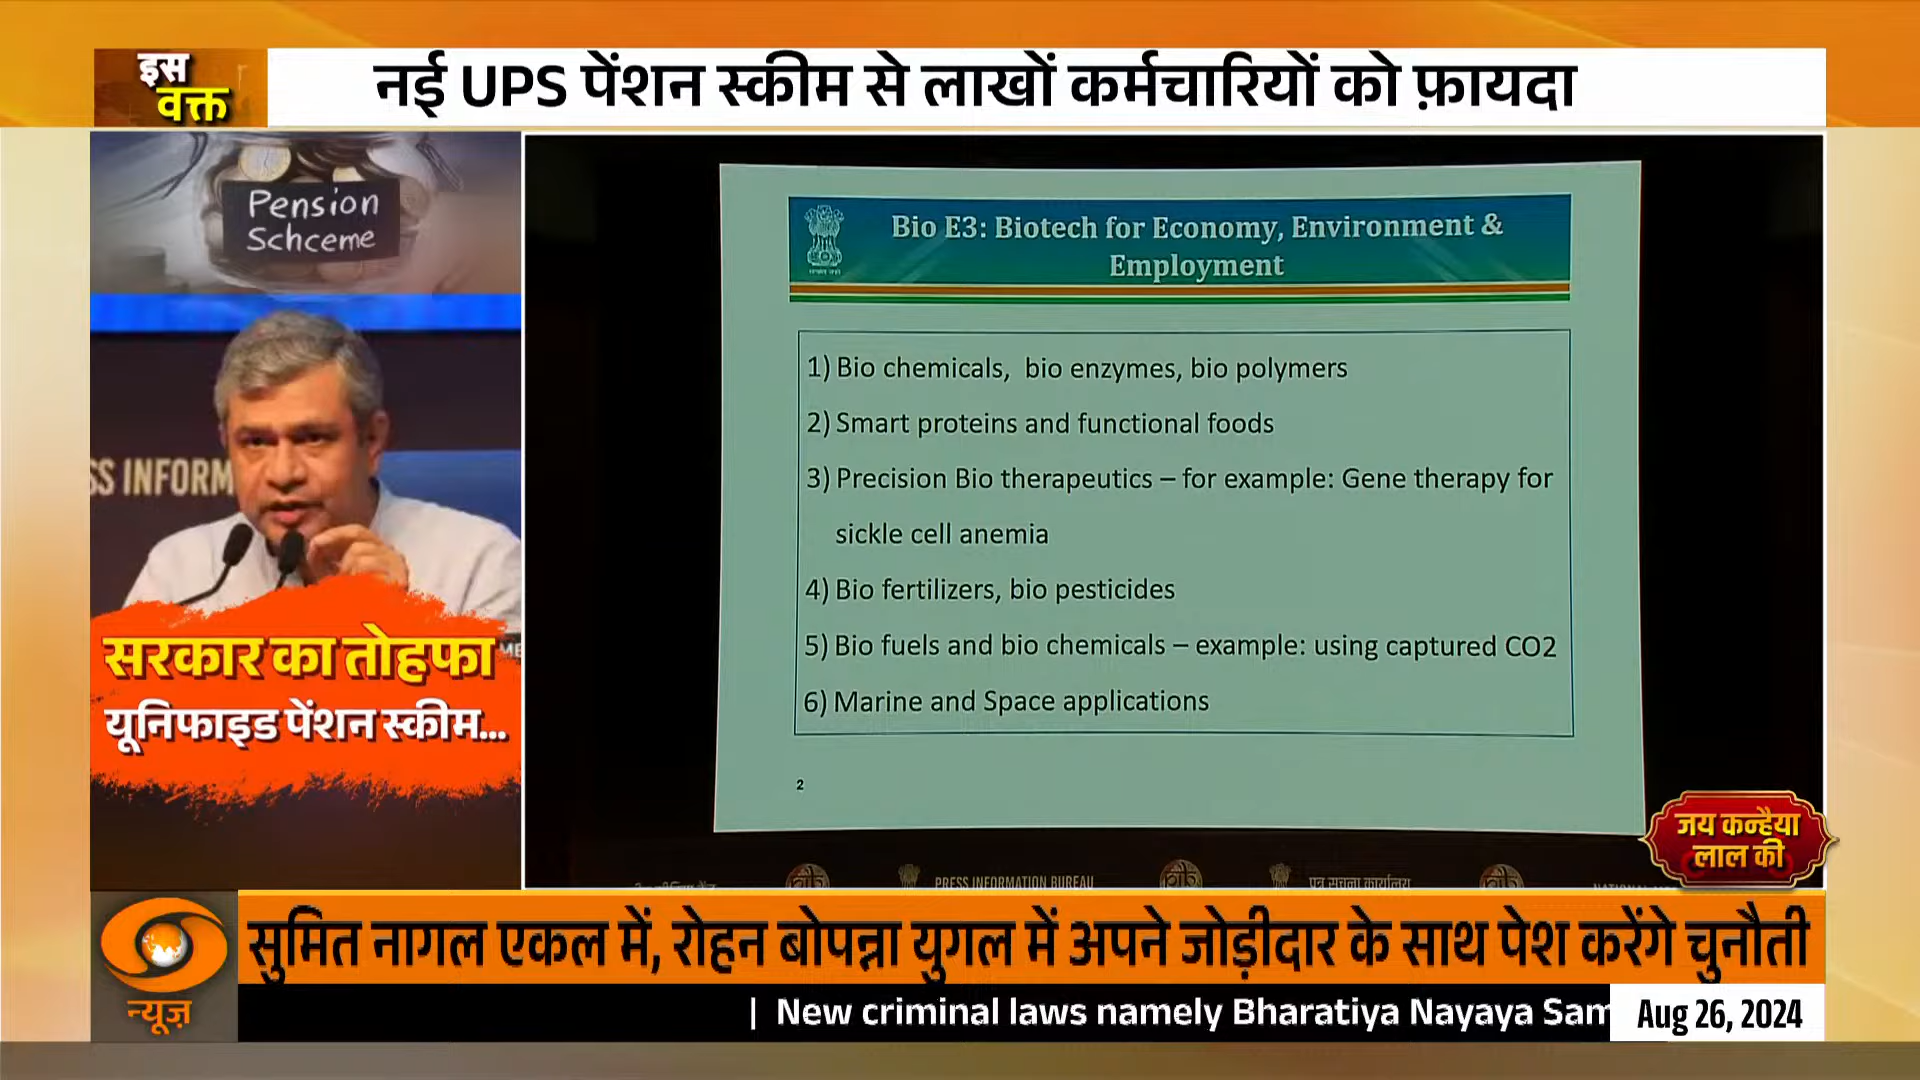 इस
वक्त
नई UPS पेंशन स्कीम से लाखों कर्मचारियों को फ़ायदा
Pension
Schceme
SS INFORM
सरकार का तोहफा
यूनिफाइड पेंशन स्कीम...
Bio E3: Biotech for Economy, Environment &
Employment
1) Bio chemicals, bio enzymes, bio polymers
2) Smart proteins and functional foods
3) Precision Bio therapeutics – for example: Gene therapy for
sickle cell anemia
4) Bio fertilizers, bio pesticides
5) Bio fuels and bio chemicals – example: using captured CO2
6) Marine and Space applications
2
PRESS INFORMATION BUREAU
पत्र सूचना कार्यालय
जय कन्हैया
लाल की
न्यूज़
सुमित नागल एकल में, रोहन बोपन्ना युगल में अपने जोड़ीदार के साथ पेश करेंगे चुनौती
| New criminal laws namely Bharatiya Nayaya Sam
Aug 26, 2024